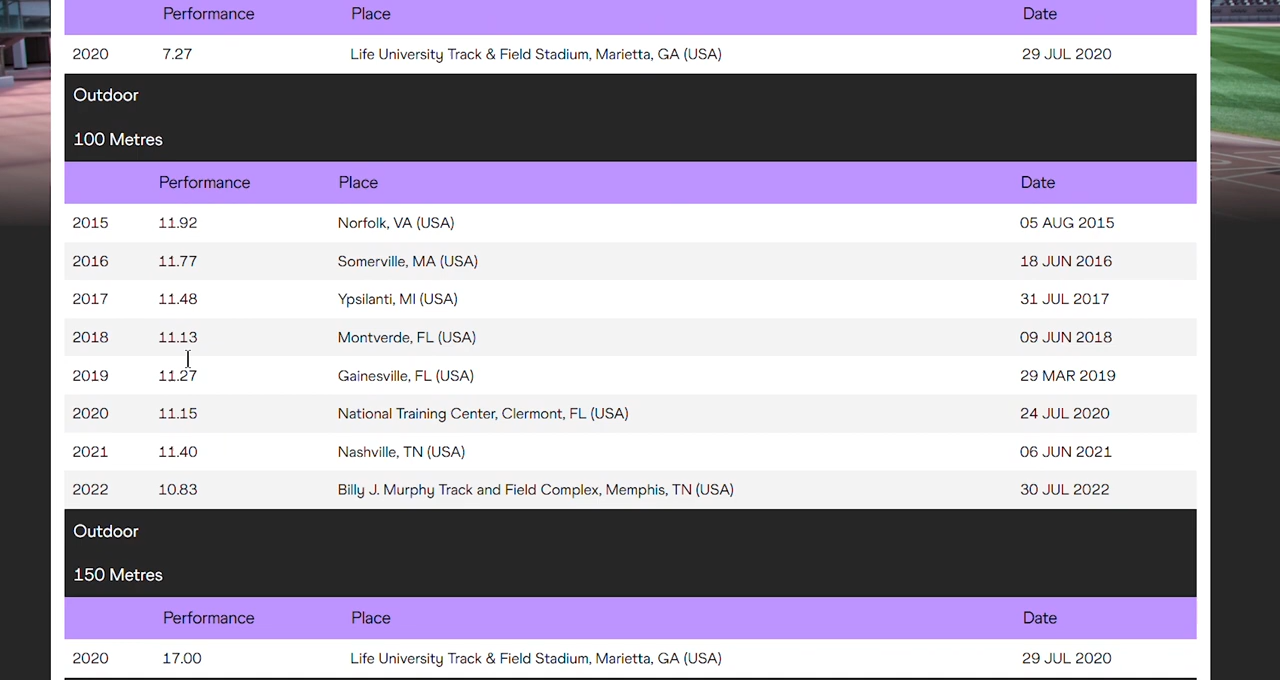 Performance Place Date
2020 7.27 Life University Track & Field Stadium, Marietta, GA (USA) 29 JUL 2020
Outdoor
100 Metres
Performance Place Date
2015 11.92 Norfolk, VA (USA) 05 AUG 2015
2016 11.77 Somerville, MA (USA) 18 JUN 2016
2017 11.48 Ypsilanti, MI (USA) 31 JUL 2017
2018 11.13 Montverde, FL (USA) 09 JUN 2018
2019 11.27 Gainesville, FL (USA) 29 MAR 2019
2020 11.15 National Training Center, Clermont, FL (USA) 24 JUL 2020
2021 11.40 Nashville, TN (USA) 06 JUN 2021
2022 10.83 Billy J. Murphy Track and Field Complex, Memphis, TN (USA) 30 JUL 2022
Outdoor
150 Metres
Performance Place Date
2020 17.00 Life University Track & Field Stadium, Marietta, GA (USA) 29 JUL 2020